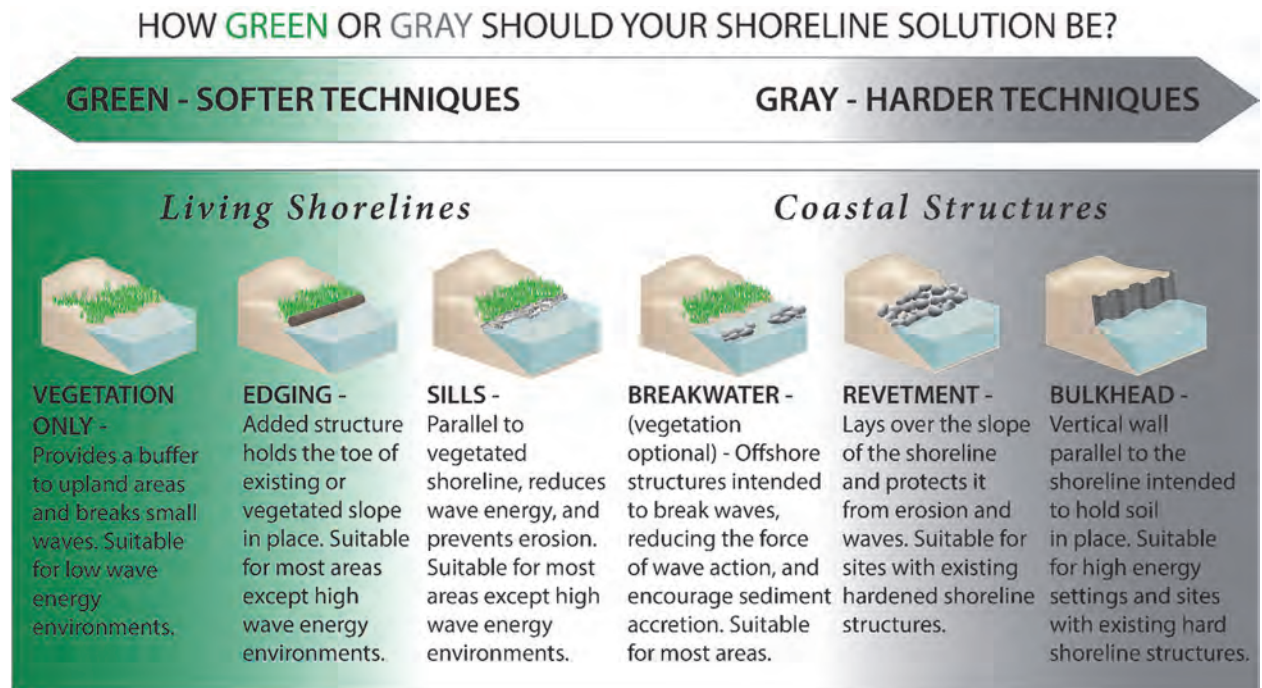 HOW GREEN OR GRAY SHOULD YOUR SHORELINE SOLUTION BE?
GREEN - SOFTER TECHNIQUES
GRAY - HARDER TECHNIQUES
Living Shorelines
Coastal Structures
VEGETATION
ONLY -
Provides a buffer
to upland areas
and breaks small
waves. Suitable
for low wave
energy
environments.
EDGING -
Added structure
holds the toe of
existing or
vegetated slope
in place. Suitable
for most areas
except high
wave energy
environments.
SILLS -
Parallel to
vegetated
shoreline, reduces
wave energy, and
prevents erosion.
Suitable for most
areas except high
wave energy
environments.
BREAKWATER -
(vegetation
optional) - Offshore
structures intended
to break waves,
reducing the force
of wave action, and
encourage sediment
accretion. Suitable
for most areas.
REVETMENT -
Lays over the slope
of the shoreline
and protects it
from erosion and
waves. Suitable for
sites with existing
hardened shoreline
structures.
BULKHEAD -
Vertical wall
parallel to the
shoreline intended
to hold soil
in place. Suitable
for high energy
settings and sites
with existing hard
shoreline structures.